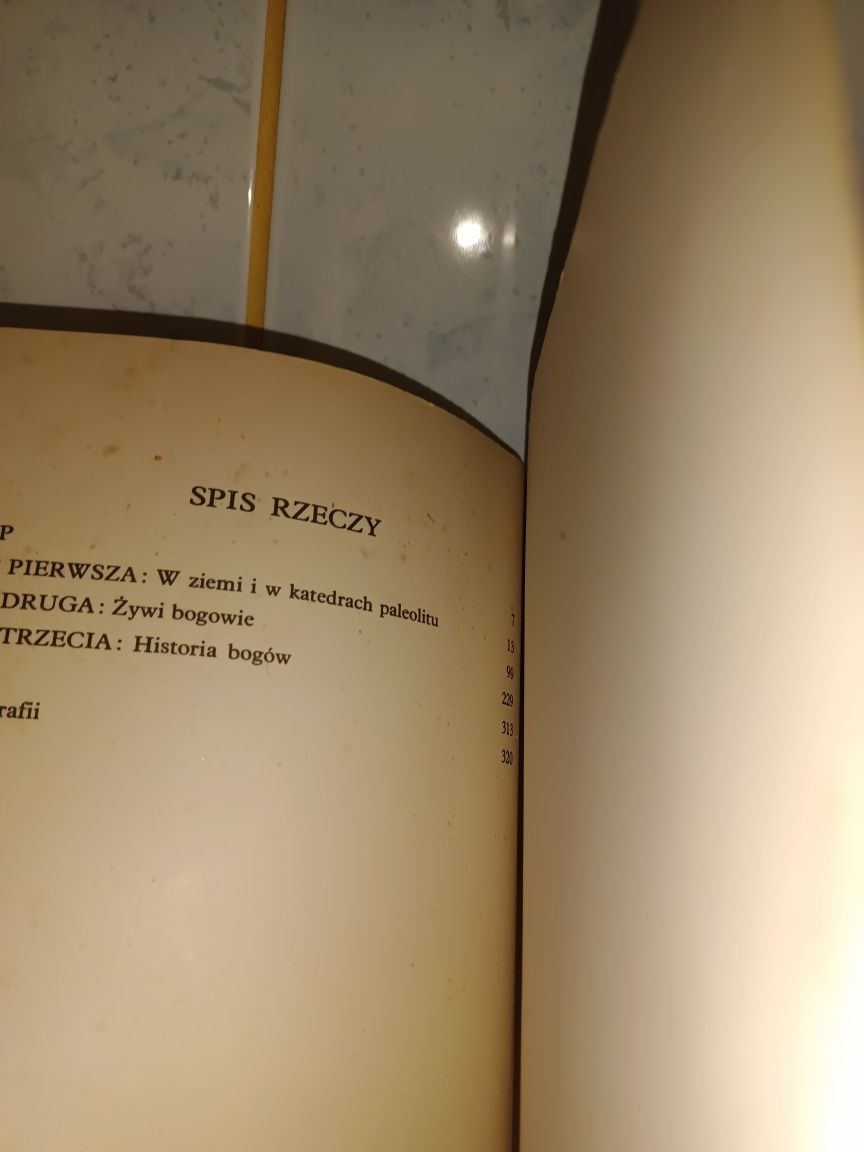 SPIS RZECZY
P 7
PIERWSZA: W ziemi i w katedrach paleolitu 13
DRUGA: Żywi bogowie 99
TRZECIA: Historia bogów 229
313
rafii 320